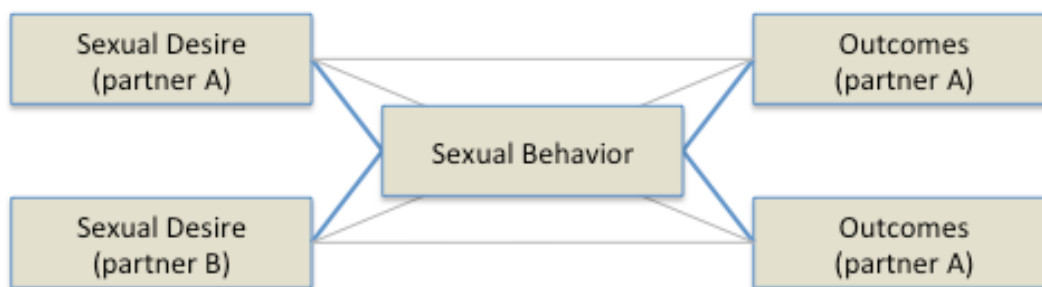 Sexual Desire
(partner A)
Outcomes
(partner A)
Sexual Behavior
Sexual Desire
(partner B)
Outcomes
(partner A)